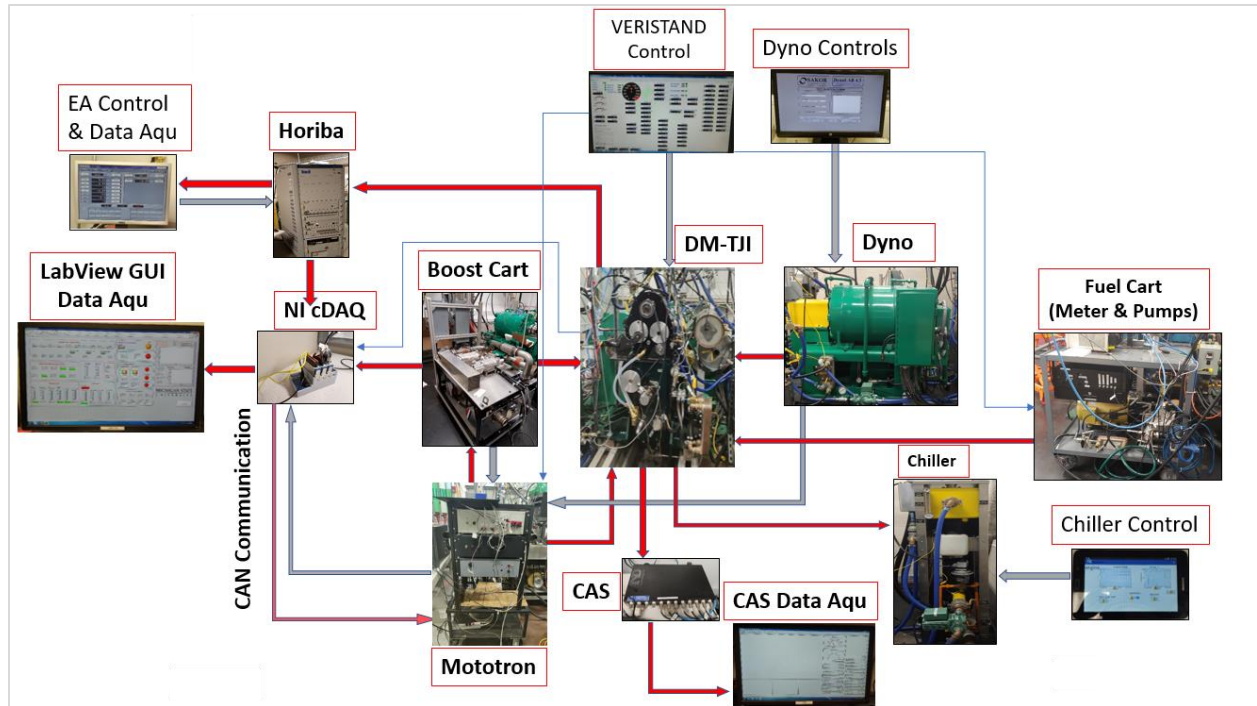 VERISTAND
Control
Dyno Controls
EA Control
& Data Aqu
Horiba
DM-TJI
Dyno
LabView GUI
Data Aqu
Boost Cart
NI cDAQ
Fuel Cart
(Meter & Pumps)
Chiller
Chiller Control
CAN Communication
CAS
CAS Data Aqu
Mototron